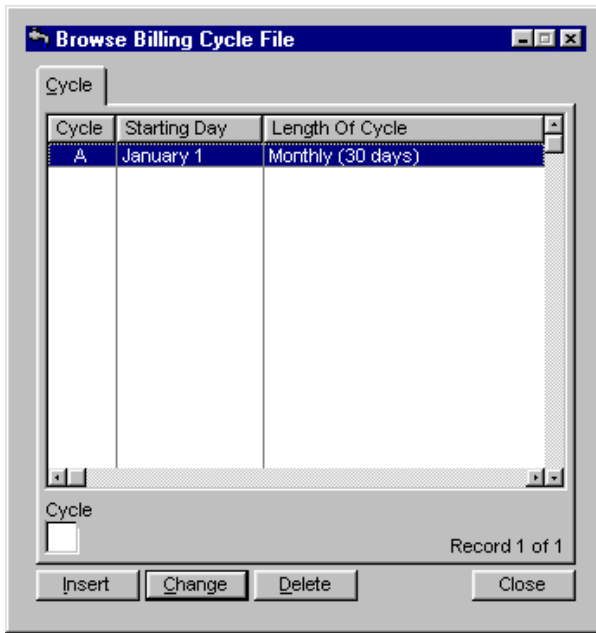 Browse Billing Cycle File
Cycle
Cycle Starting Day Length Of Cycle
A January 1 Monthly (30 days)
Cycle
Record 1 of 1
Insert Change Delete Close